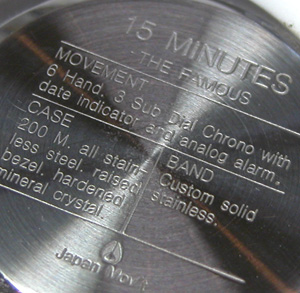 15 MINUTES
THE FAMOUS
MOVEMENT
6 Hand, 3 Sub Dial Chrono with
date indicator and analog alarm.
CASE
200 M. all stain-
less steel. raised
bezel. hardened
mineral crystal.
BAND
Custom solid
stainless.
Japan Mov't